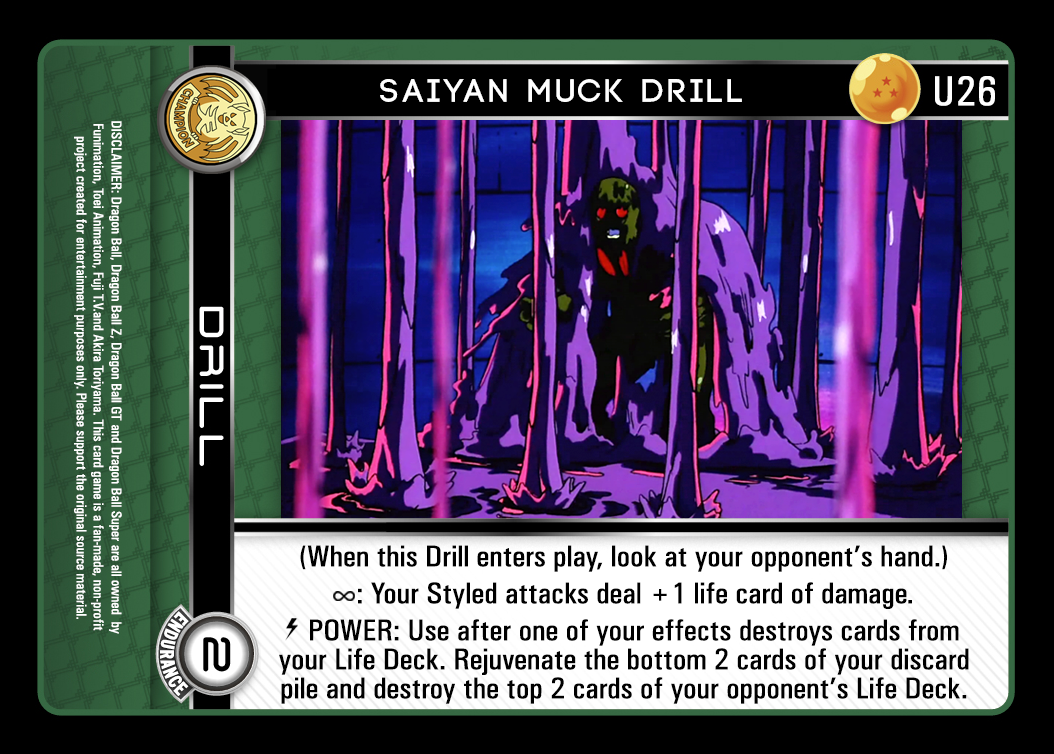 SAIYAN MUCK DRILL
U26
CHAMPION
DRILL
DISCLAIMER: Dragon Ball, Dragon Ball Z, Dragon Ball GT and Dragon Ball Super are all owned by
Funimation, Toei Animation, Fuji T.V.and Akira Toriyama. This card game is a fan-made, non-profit
project created for entertainment purposes only. Please support the original source material.
(When this Drill enters play, look at your opponent's hand.)
∞: Your Styled attacks deal +1 life card of damage.
POWER: Use after one of your effects destroys cards from
your Life Deck. Rejuvenate the bottom 2 cards of your discard
pile and destroy the top 2 cards of your opponent's Life Deck.
2
ENDURANCE